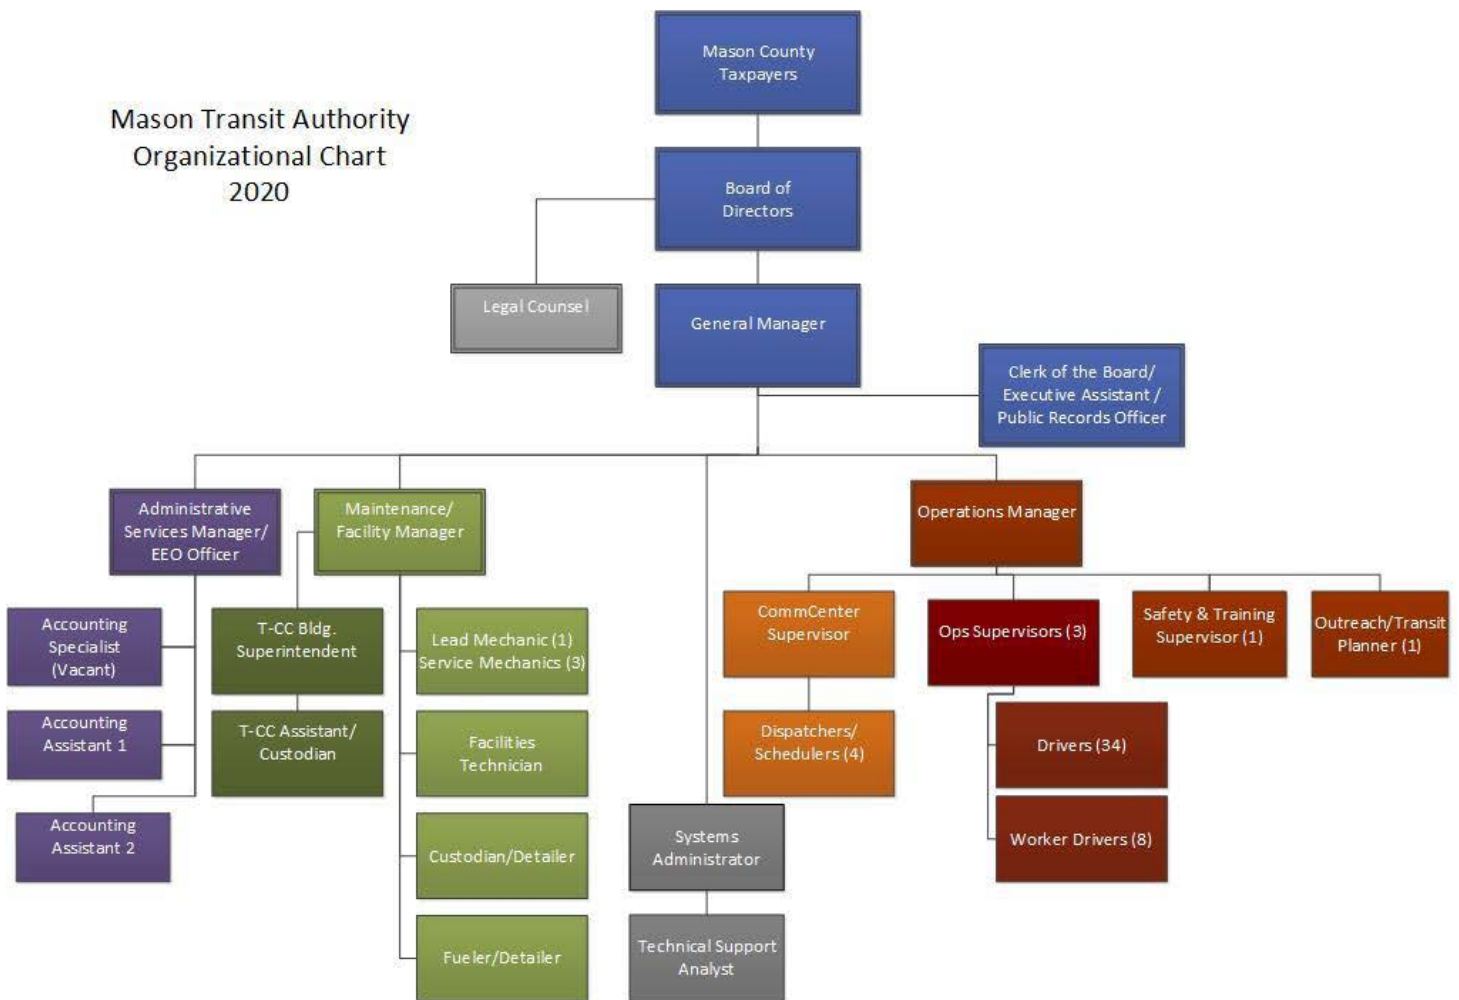 Mason Transit Authority
Organizational Chart
2020
Mason County
Taxpayers
Board of
Directors
Legal Counsel
General Manager
Clerk of the Board/
Executive Assistant /
Public Records Officer
Administrative
Services Manager/
EEO Officer
Accounting
Specialist
(Vacant)
Accounting
Assistant 1
Accounting
Assistant 2
Maintenance/
Facility Manager
T-CC Bldg.
Superintendent
T-CC Assistant/
Custodian
Lead Mechanic (1)
Service Mechanics (3)
Facilities
Technician
Custodian/Detailer
Fueler/Detailer
Systems
Administrator
Technical Support
Analyst
Operations Manager
CommCenter
Supervisor
Dispatchers/
Schedulers (4)
Ops Supervisors (3)
Drivers (34)
Worker Drivers (8)
Safety & Training
Supervisor (1)
Outreach/Transit
Planner (1)